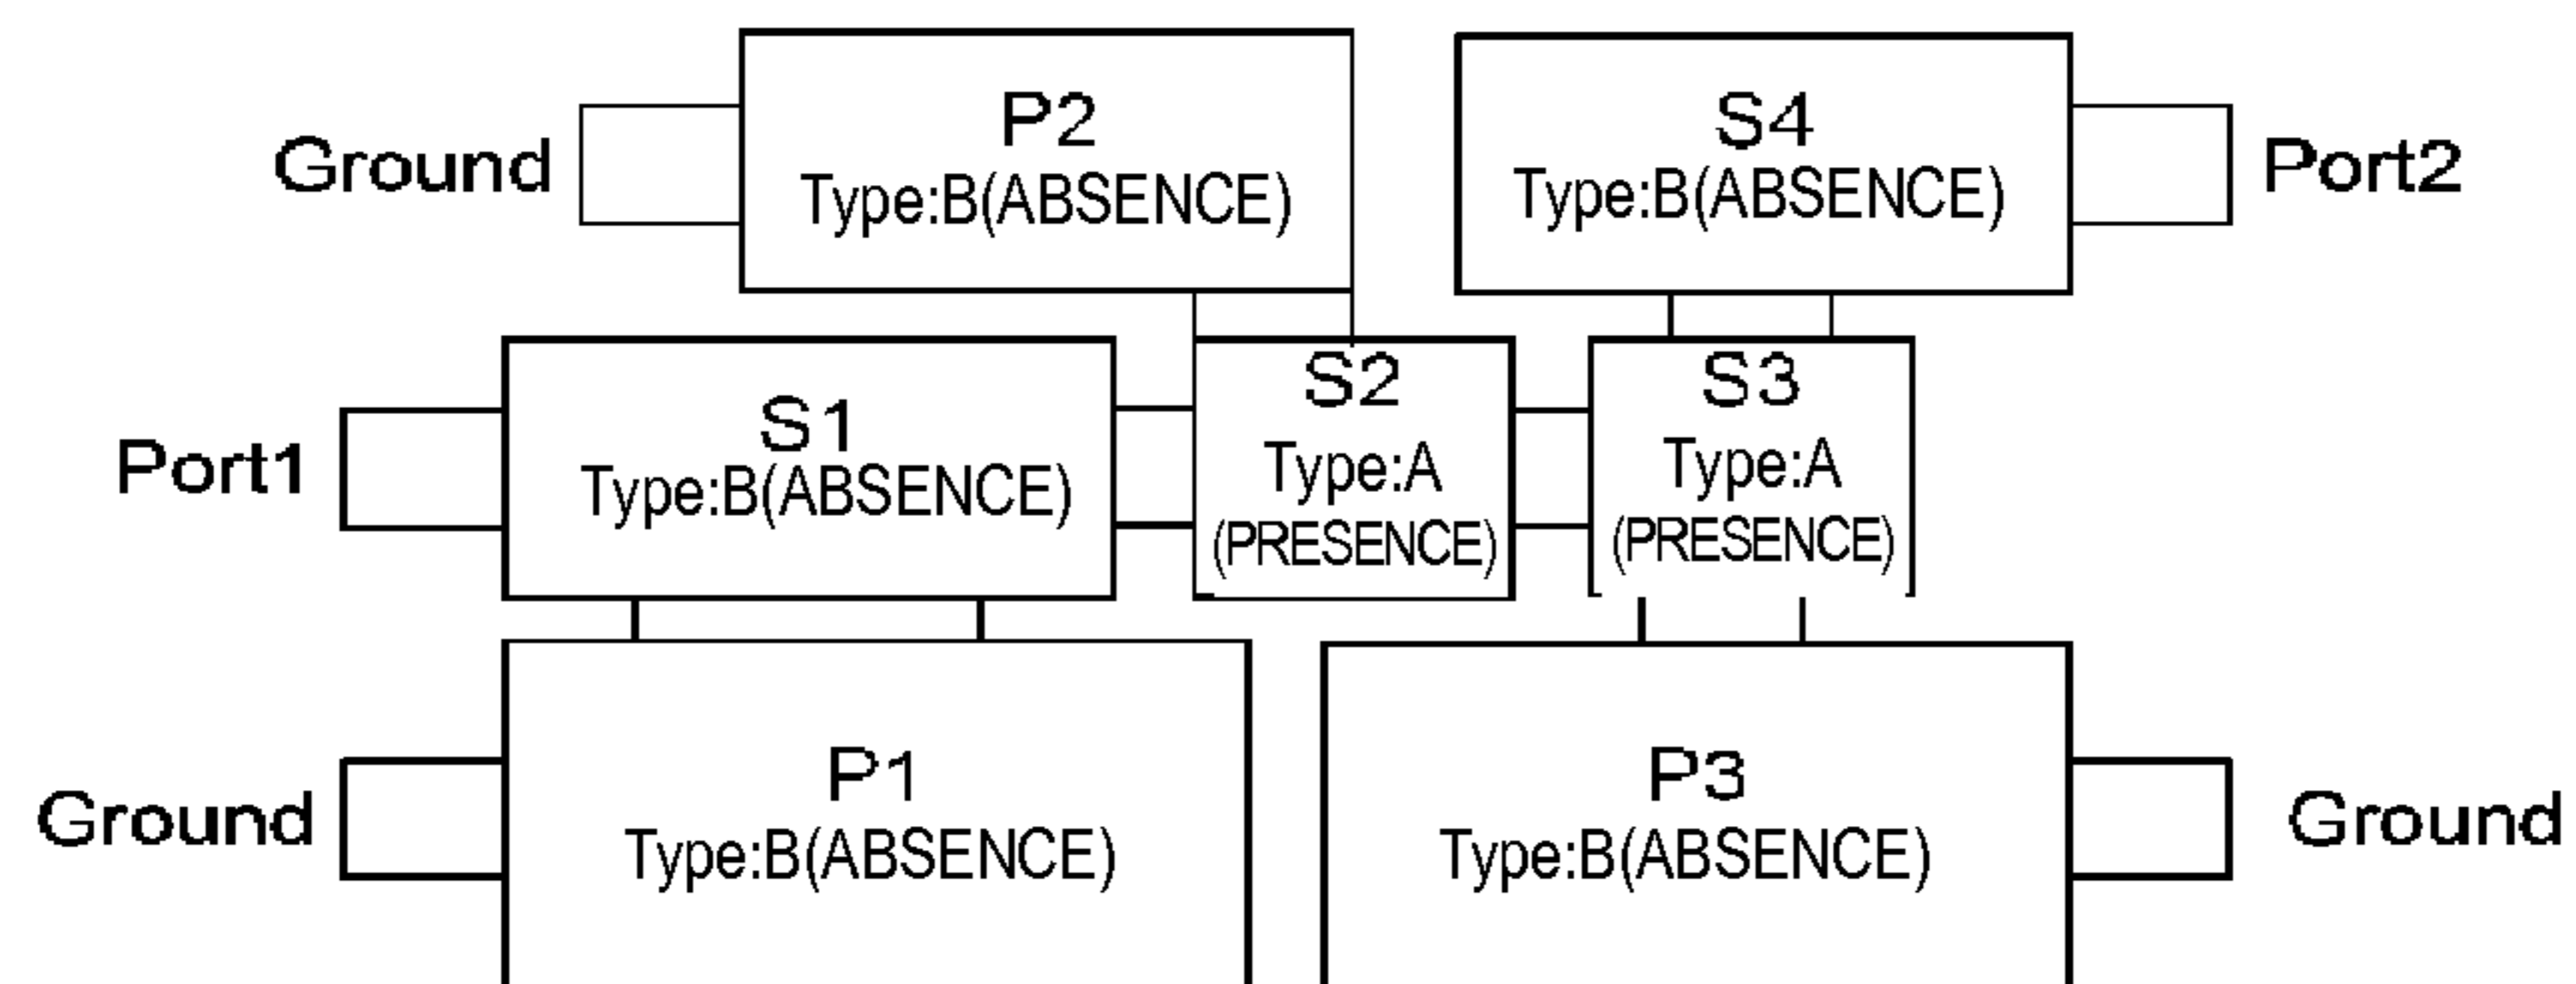 P2
Type:B(ABSENCE)
Ground
S4
Type:B(ABSENCE)
Port2
Port1
S1
Type:B(ABSENCE)
S2
Type:A
(PRESENCE)
S3
Type:A
(PRESENCE)
Ground
P1
Type:B(ABSENCE)
P3
Type:B(ABSENCE)
Ground